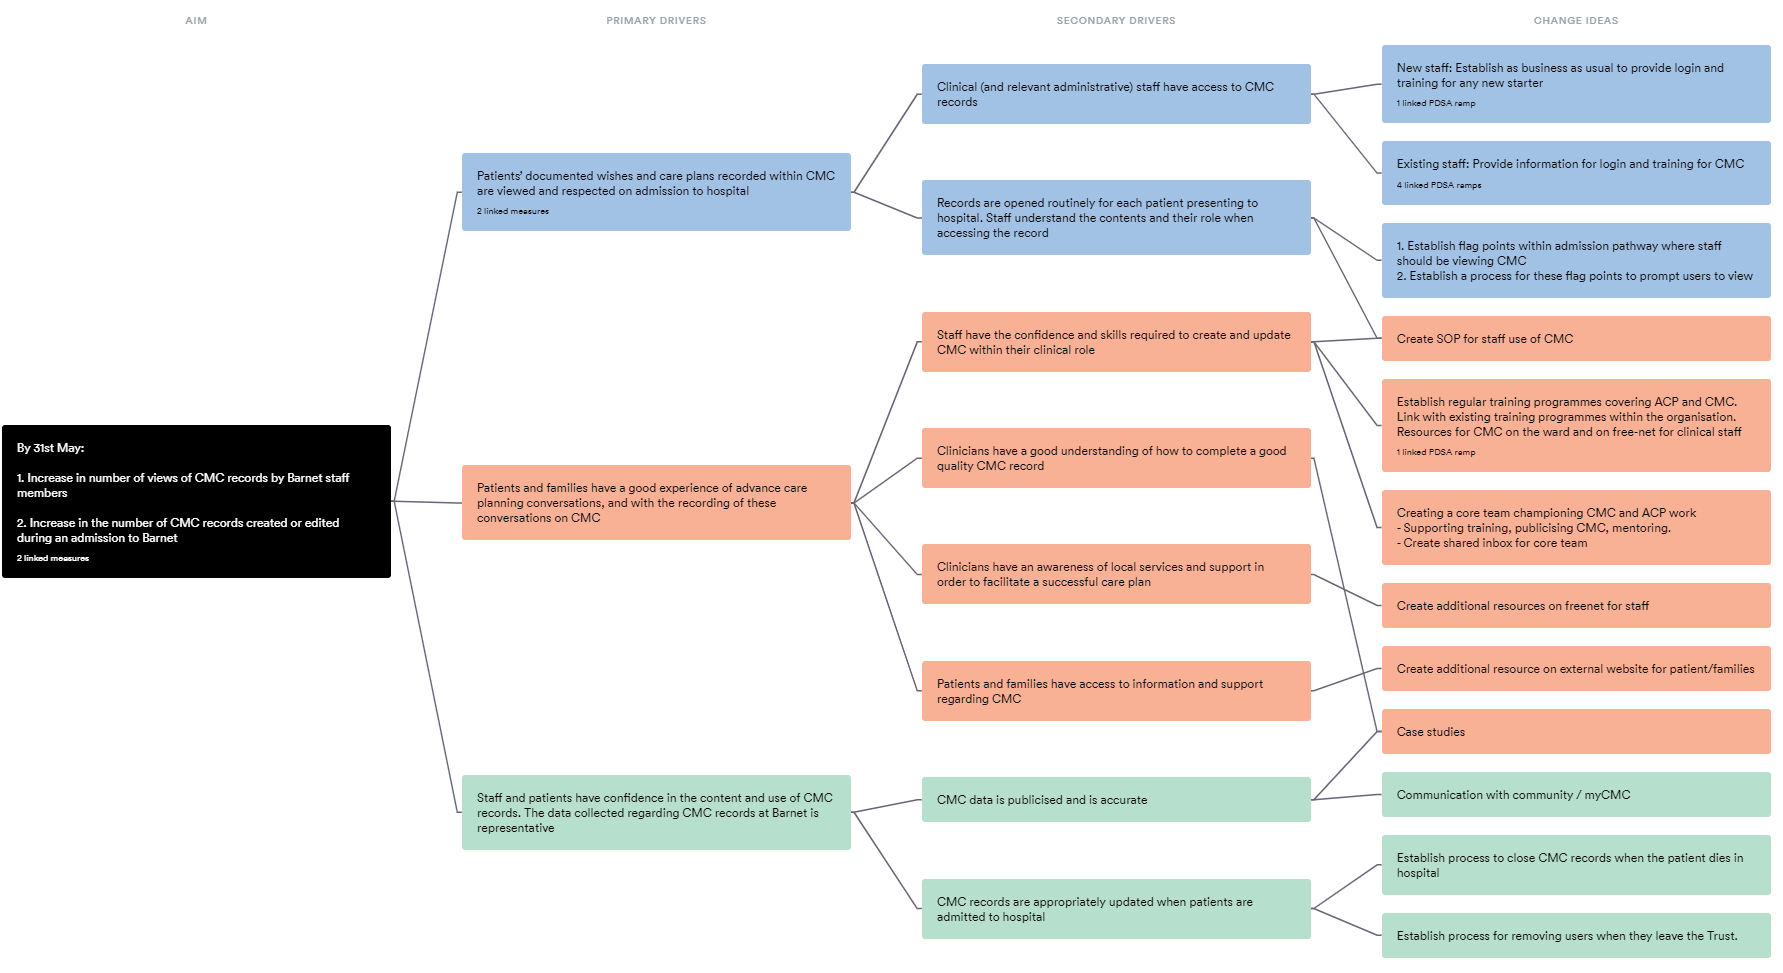 AIM
PRIMARY DRIVERS
SECONDARY DRIVERS
CHANGE IDEAS
By 31st May:
1. Increase in number of views of CMC records by Barnet staff
members
2. Increase in the number of CMC records created or edited
during an admission to Barnet
2 linked measures
Patients’ documented wishes and care plans recorded within CMC
are viewed and respected on admission to hospital
2 linked measures
Patients and families have a good experience of advance care
planning conversations, and with the recording of these
conversations on CMC
Staff and patients have confidence in the content and use of CMC
records. The data collected regarding CMC records at Barnet is
representative
Clinical (and relevant administrative) staff have access to CMC
records
Records are opened routinely for each patient presenting to
hospital. Staff understand the contents and their role when
accessing the record
Staff have the confidence and skills required to create and update
CMC within their clinical role
Clinicians have a good understanding of how to complete a good
quality CMC record
Clinicians have an awareness of local services and support in
order to facilitate a successful care plan
Patients and families have access to information and support
regarding CMC
CMC data is publicised and is accurate
CMC records are appropriately updated when patients are
admitted to hospital
New staff: Establish as business as usual to provide login and
training for any new starter
1 linked PDSA ramp
Existing staff: Provide information for login and training for CMC
4 linked PDSA ramps
1. Establish flag points within admission pathway where staff
should be viewing CMC
2. Establish a process for these flag points to prompt users to view
Create SOP for staff use of CMC
Establish regular training programmes covering ACP and CMC.
Link with existing training programmes within the organisation.
Resources for CMC on the ward and on free-net for clinical staff
1 linked PDSA ramp
Creating a core team championing CMC and ACP work
- Supporting training, publicising CMC, mentoring.
- Create shared inbox for core team
Create additional resources on freenet for staff
Create additional resource on external website for patient/families
Case studies
Communication with community / myCMC
Establish process to close CMC records when the patient dies in
hospital
Establish process for removing users when they leave the Trust.